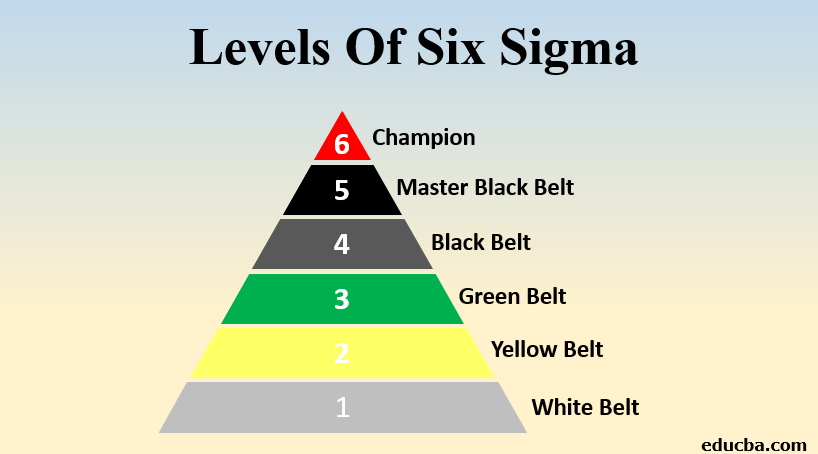 Levels Of Six Sigma
6 Champion
5 Master Black Belt
4 Black Belt
3 Green Belt
2 Yellow Belt
1 White Belt
educba.com